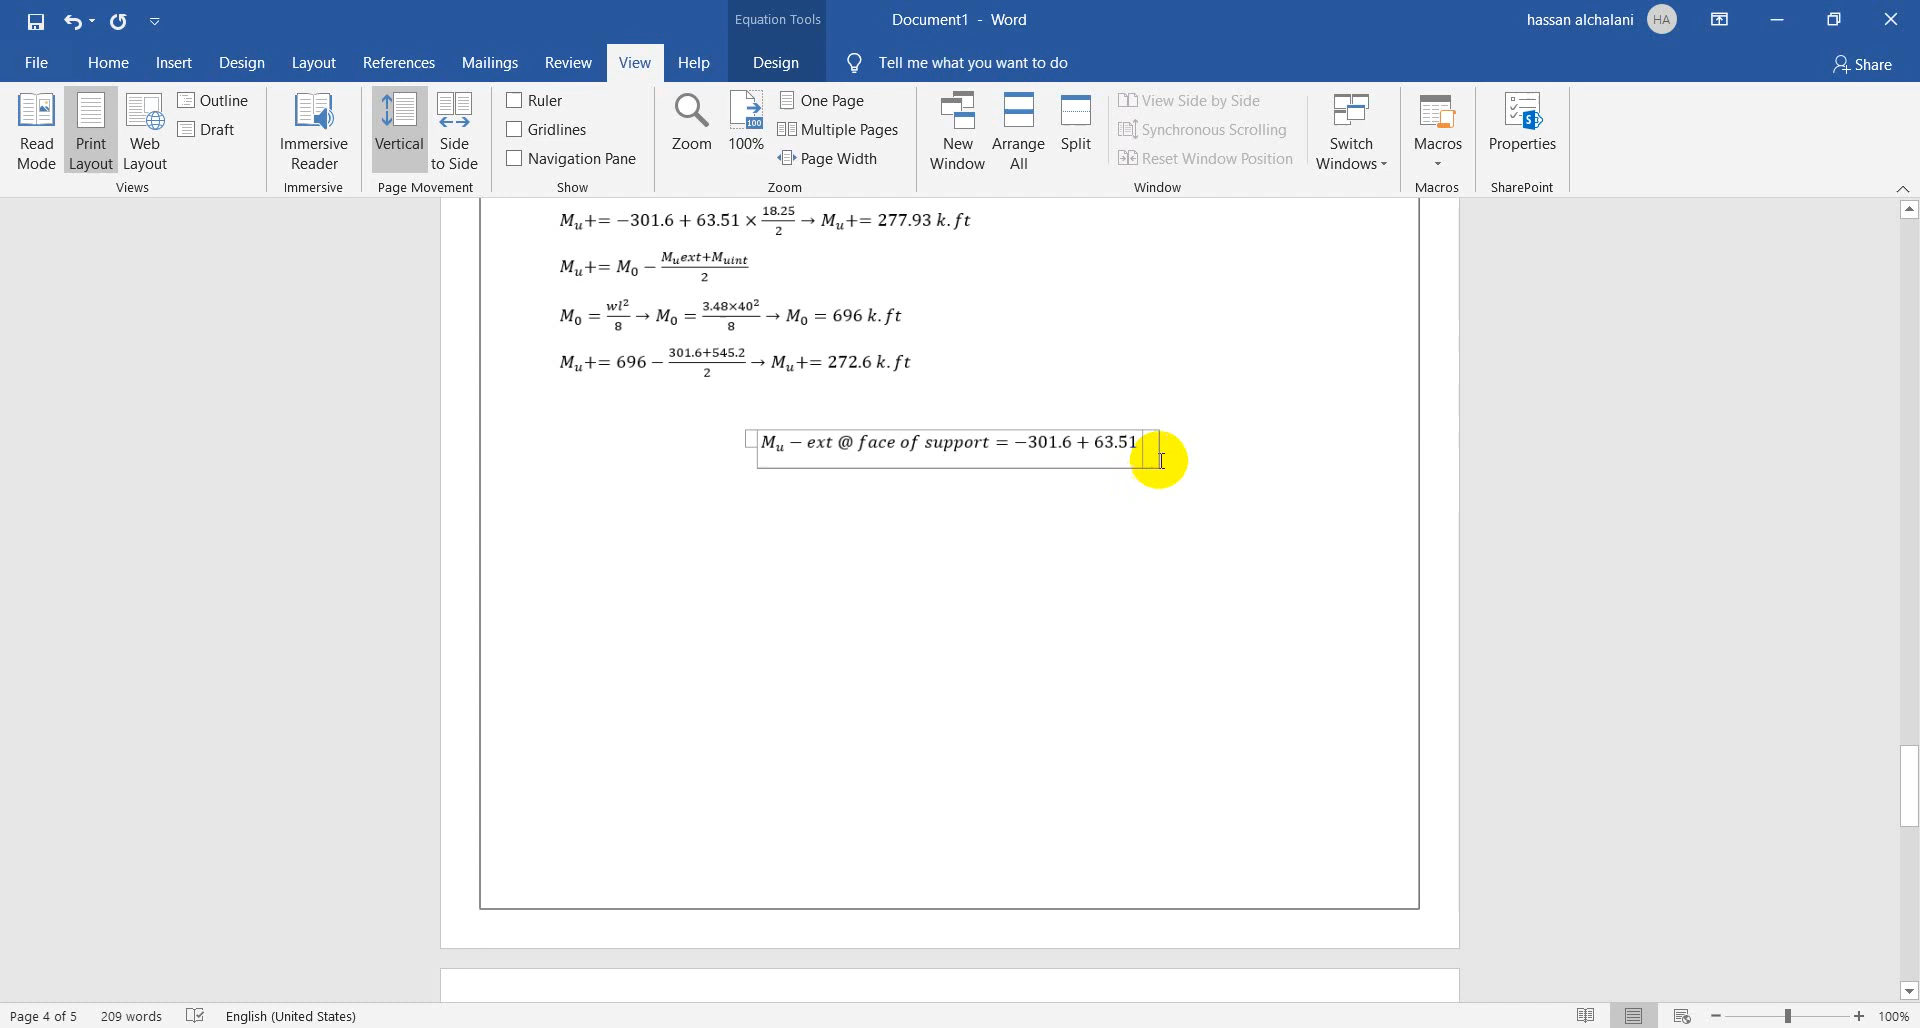 Equation Tools
Document1 - Word
hassan alchalani
HA
File
Home
Insert
Design
Layout
References
Mailings
Review
View
Help
Design
Tell me what you want to do
Share
Read Mode
Print Layout
Web Layout
Outline
Draft
Immersive Reader
Vertical
Side to Side
Ruler
Gridlines
Navigation Pane
Zoom
100
100%
One Page
Multiple Pages
Page Width
New Window
Arrange All
Split
View Side by Side
Synchronous Scrolling
Reset Window Position
Switch Windows
Macros
Properties
Views
Immersive
Page Movement
Show
Zoom
Window
Macros
SharePoint
M_u+= −301.6 + 63.51 × 18.25/2 → M_u+= 277.93 k.ft
M_u+= M_0 − M_uext+M_uint/2
M_0 = wl²/8 → M_0 = 3.48×40²/8 → M_0 = 696 k.ft
M_u+= 696 − 301.6+545.2/2 → M_u+= 272.6 k.ft
M_u − ext @ face of support = −301.6 + 63.51
Page 4 of 5
209 words
English (United States)
100%